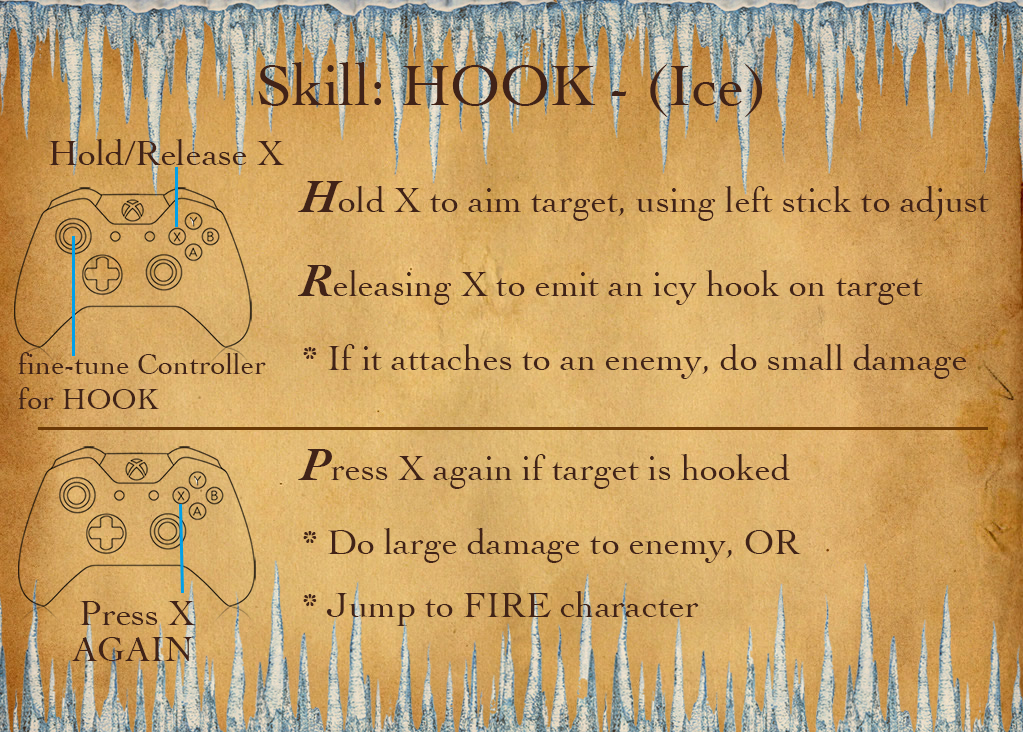 Skill: HOOK - (Ice)
Hold/Release X
Y
X
B
A
Hold X to aim target, using left stick to adjust
Releasing X to emit an icy hook on target
* If it attaches to an enemy, do small damage
fine-tune Controller
for HOOK
Y
X
B
A
Press X again if target is hooked
* Do large damage to enemy, OR
* Jump to FIRE character
Press X
AGAIN